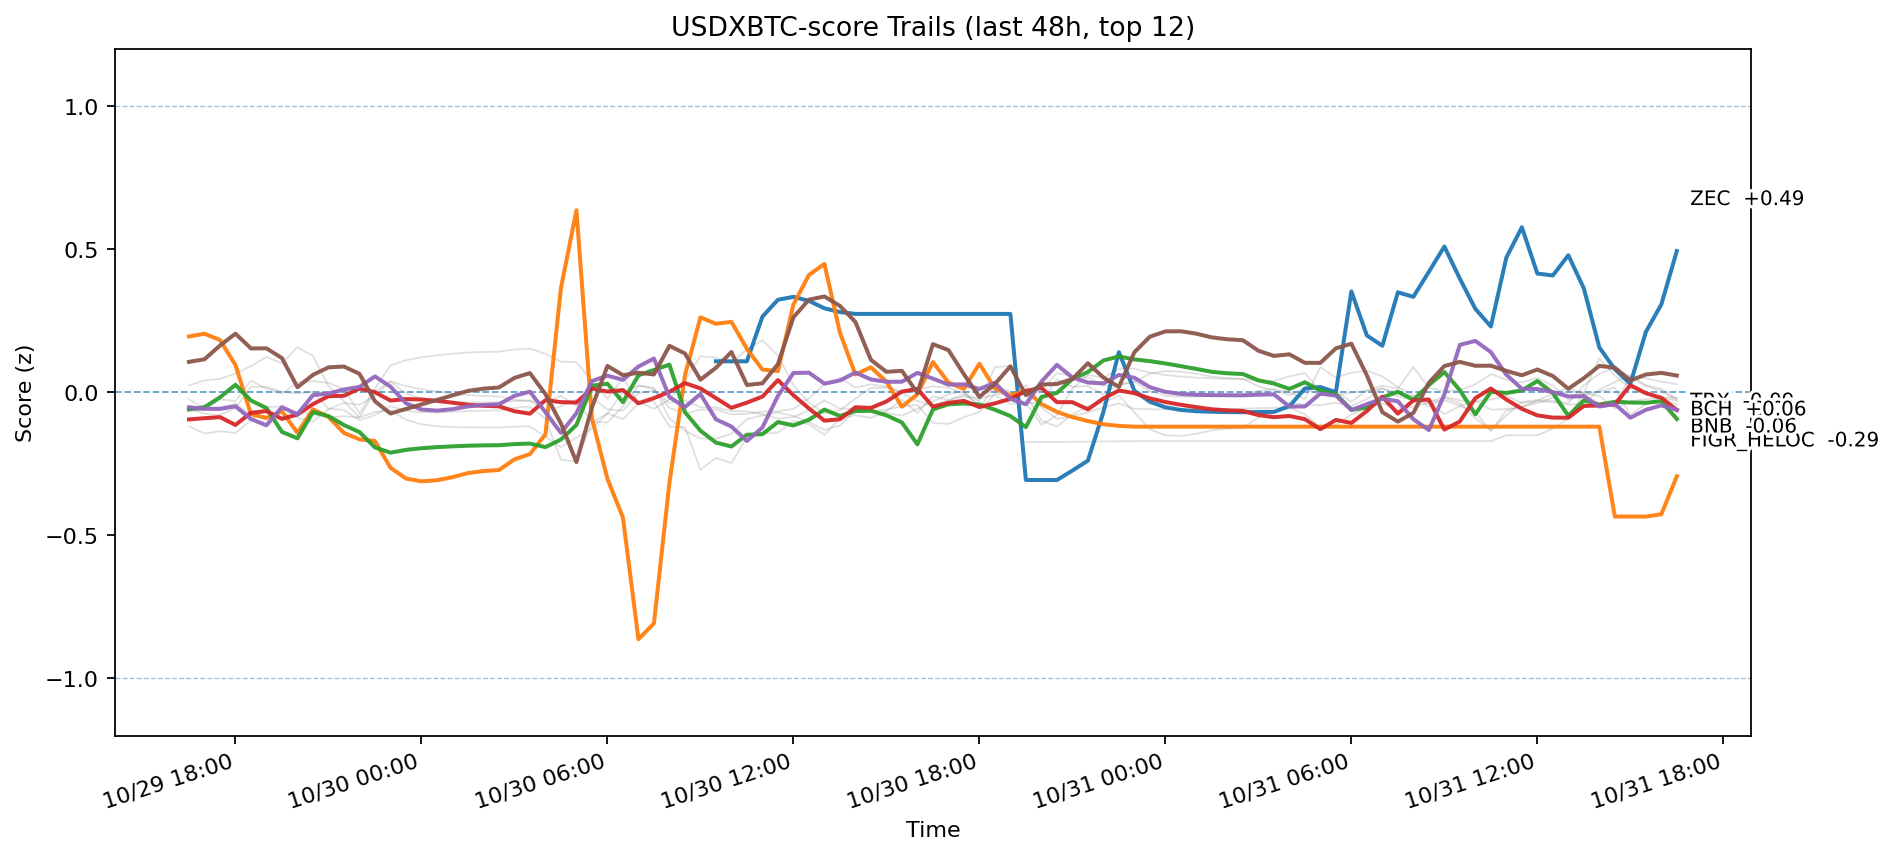 USDXBTC-score Trails (last 48h, top 12)
Score (z)
1.0
0.5
0.0
−0.5
−1.0
ZEC +0.49
BCH +0.06
BNB -0.06
FIGR_HELOC -0.29
10/29 18:00
10/30 00:00
10/30 06:00
10/30 12:00
10/30 18:00
10/31 00:00
10/31 06:00
10/31 12:00
10/31 18:00
Time